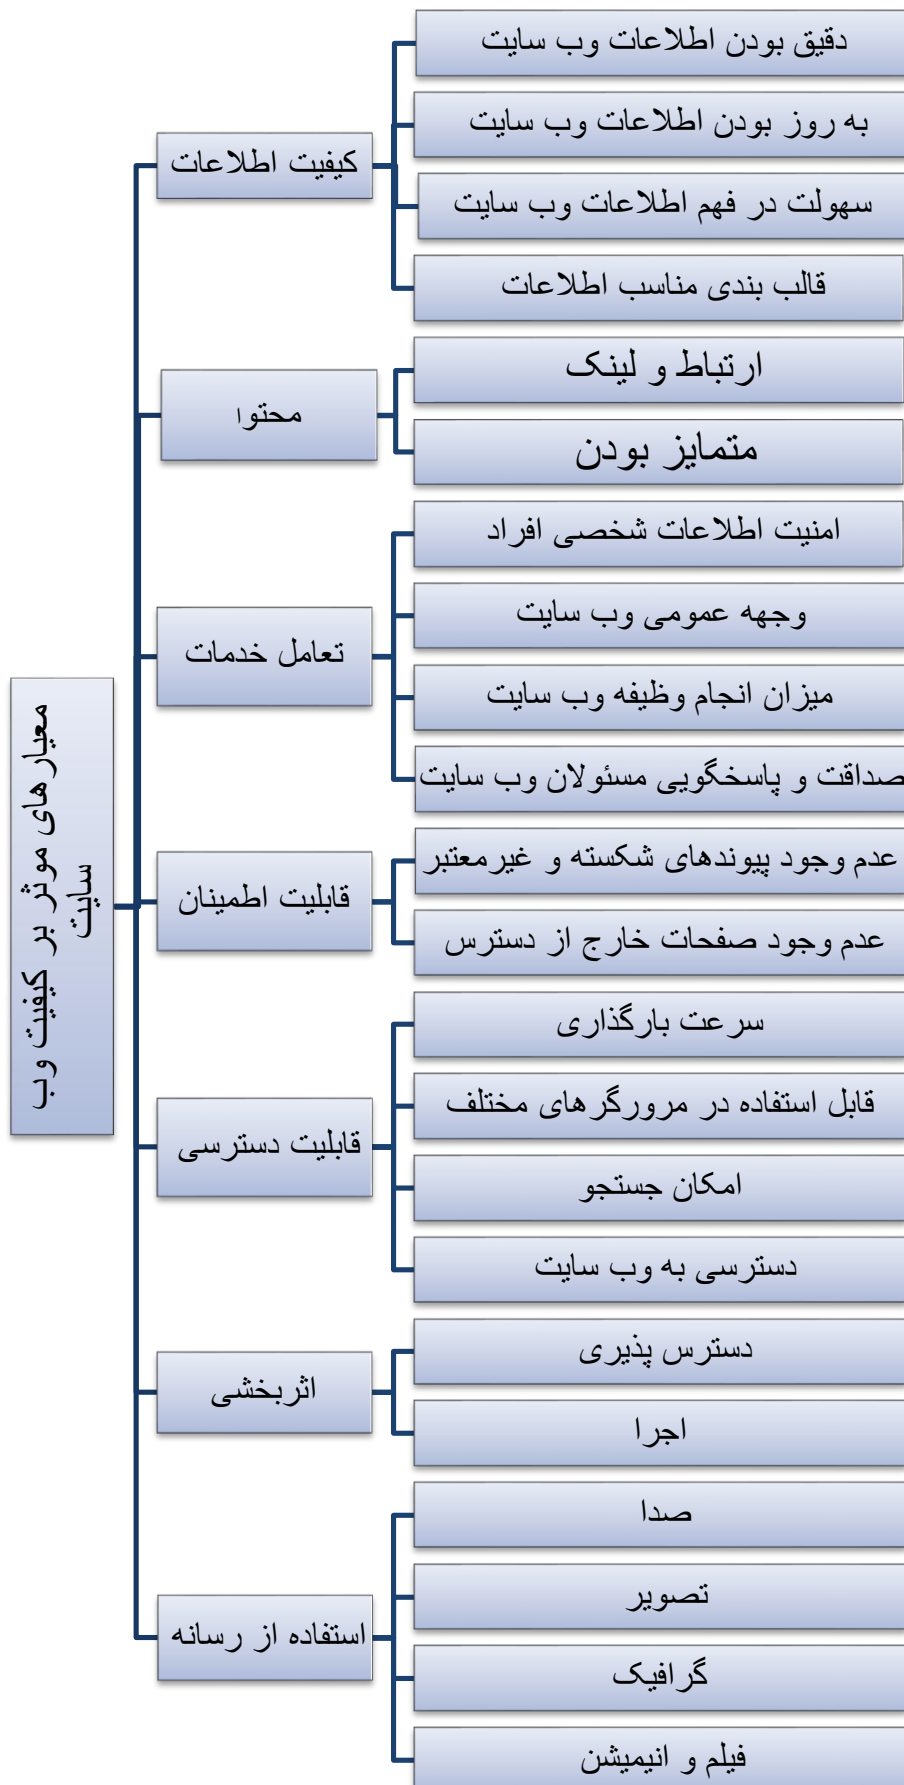 معیارهای موثر بر کیفیت وب
سایت
کیفیت اطلاعات
دقیق بودن اطلاعات وب سایت
به روز بودن اطلاعات وب سایت
سهولت در فهم اطلاعات وب سایت
قالب بندی مناسب اطلاعات
محتوا
ارتباط و لینک
متمایز بودن
تعامل خدمات
امنیت اطلاعات شخصی افراد
وجهه عمومی وب سایت
میزان انجام وظیفه وب سایت
صداقت و پاسخگویی مسئولان وب سایت
قابلیت اطمینان
عدم وجود پیوندهای شکسته و غیرمعتبر
عدم وجود صفحات خارج از دسترس
قابلیت دسترسی
سرعت بارگذاری
قابل استفاده در مرورگرهای مختلف
امکان جستجو
دسترسی به وب سایت
اثربخشی
دسترس پذیری
اجرا
استفاده از رسانه
صدا
تصویر
گرافیک
فیلم و انیمیشن